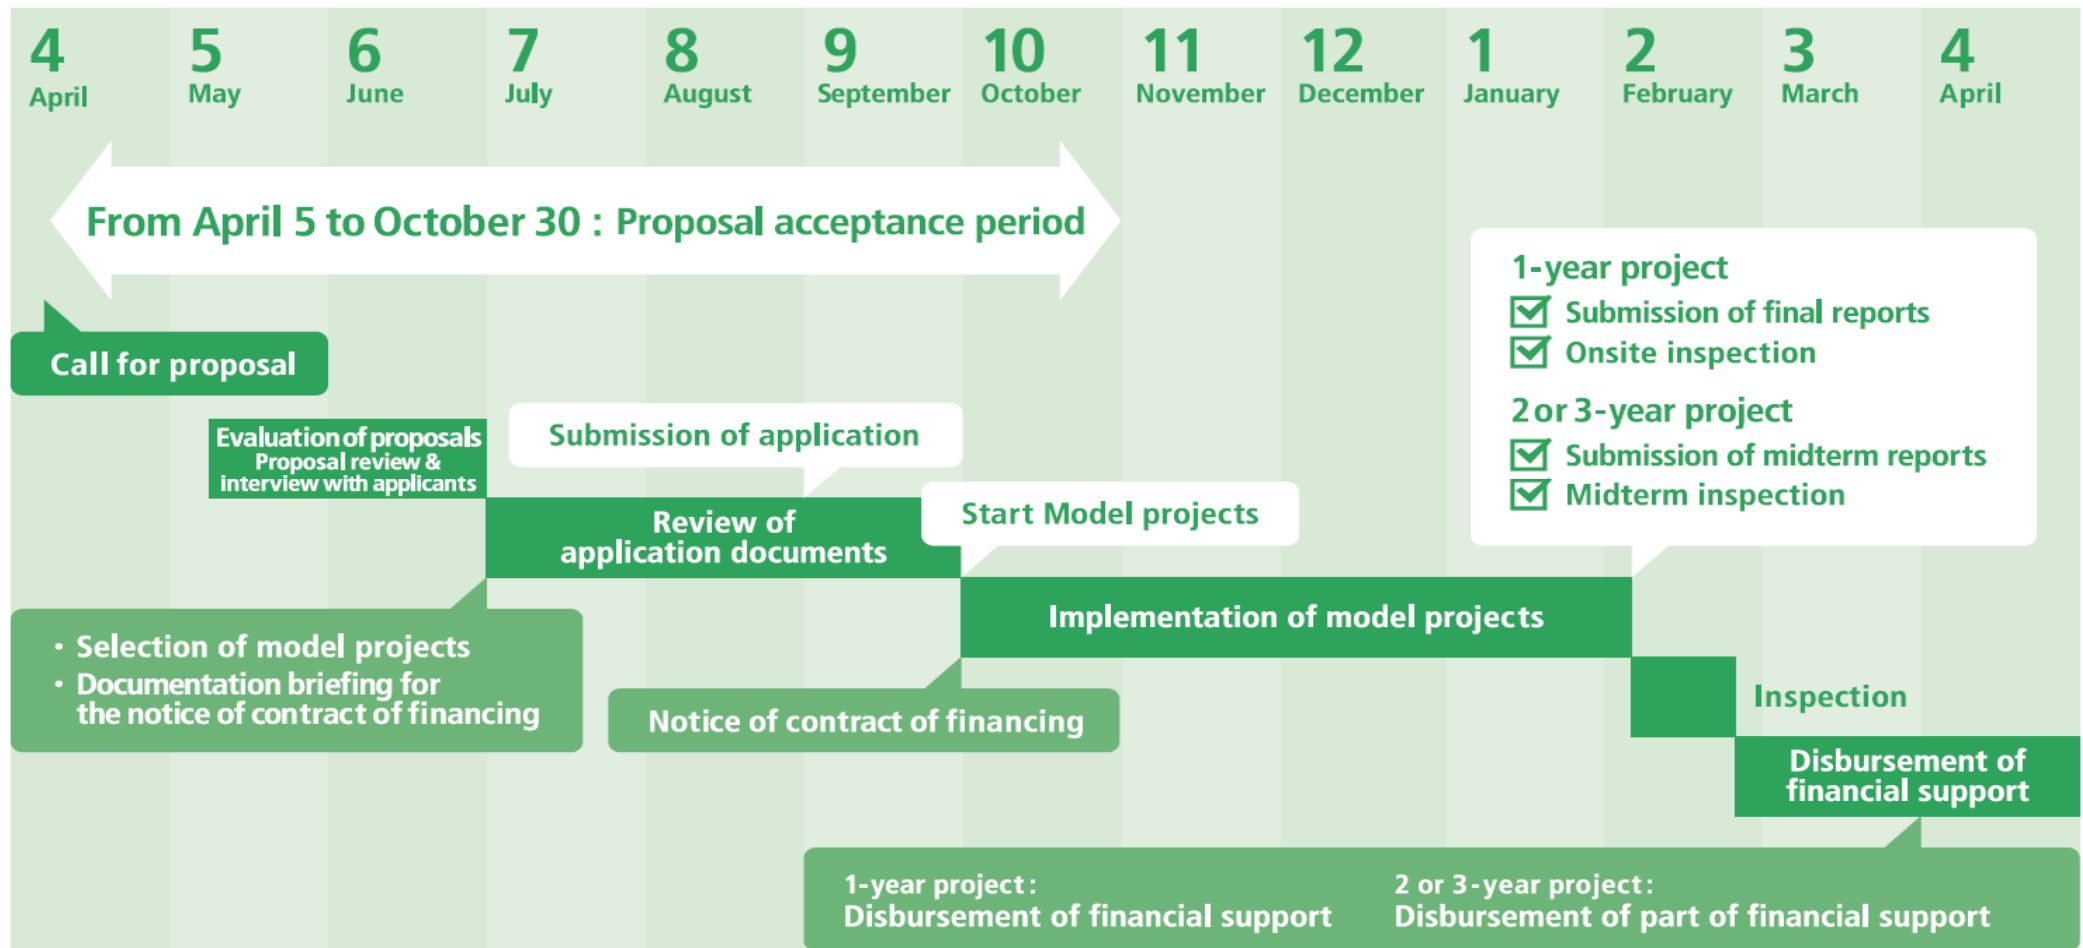 4
April
5
May
6
June
7
July
8
August
9
September
10
October
11
November
12
December
1
January
2
February
3
March
4
April
From April 5 to October 30 : Proposal acceptance period
Call for proposal
Evaluation of proposals
Proposal review &
interview with applicants
Submission of application
Review of
application documents
Start Model projects
1-year project
Submission of final reports
Onsite inspection
2 or 3-year project
Submission of midterm reports
Midterm inspection
• Selection of model projects
• Documentation briefing for
the notice of contract of financing
Implementation of model projects
Notice of contract of financing
Inspection
Disbursement of
financial support
1-year project:
Disbursement of financial support
2 or 3-year project:
Disbursement of part of financial support